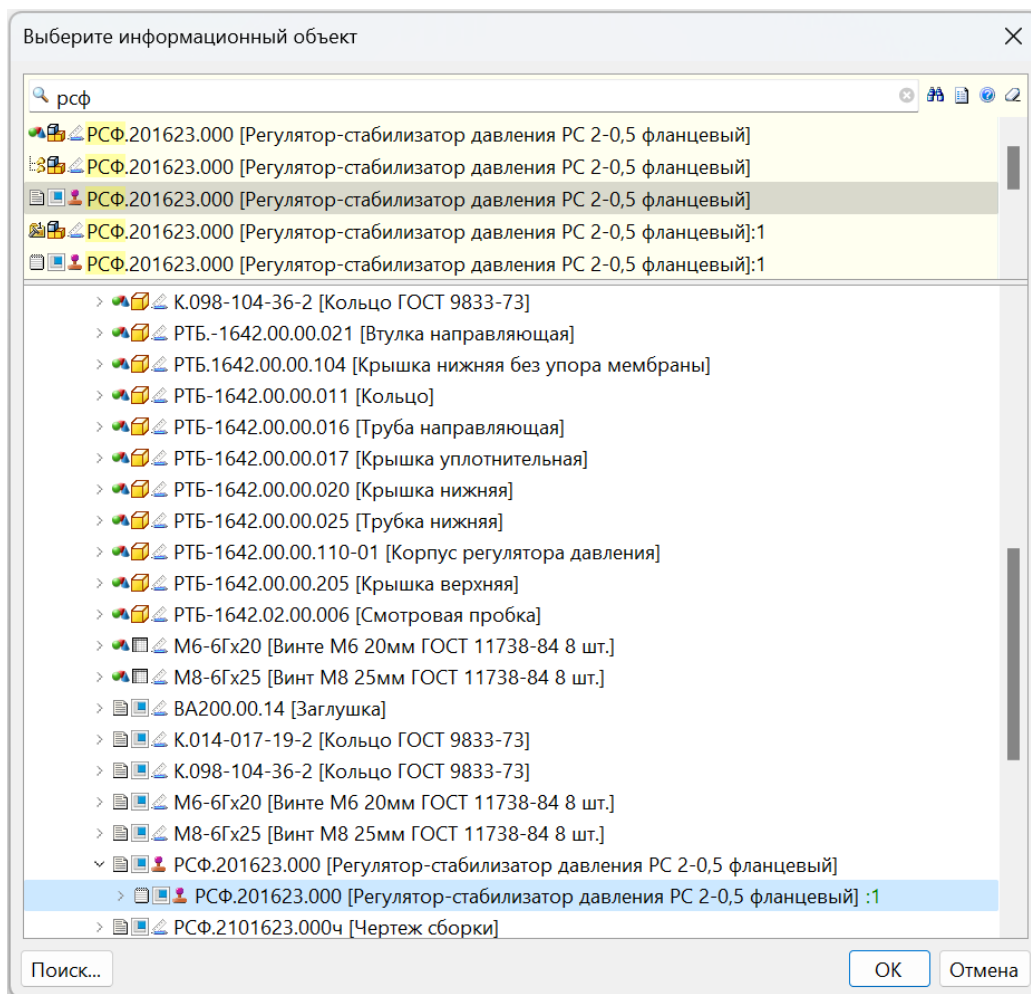 Выберите информационный объект
рсф
РСФ.201623.000 [Регулятор-стабилизатор давления РС 2-0,5 фланцевый]
РСФ.201623.000 [Регулятор-стабилизатор давления РС 2-0,5 фланцевый]
РСФ.201623.000 [Регулятор-стабилизатор давления РС 2-0,5 фланцевый]
РСФ.201623.000 [Регулятор-стабилизатор давления РС 2-0,5 фланцевый]:1
РСФ.201623.000 [Регулятор-стабилизатор давления РС 2-0,5 фланцевый]:1
К.098-104-36-2 [Кольцо ГОСТ 9833-73]
РТБ.-1642.00.00.021 [Втулка направляющая]
РТБ.1642.00.00.104 [Крышка нижняя без упора мембраны]
РТБ-1642.00.00.011 [Кольцо]
РТБ-1642.00.00.016 [Труба направляющая]
РТБ-1642.00.00.017 [Крышка уплотнительная]
РТБ-1642.00.00.020 [Крышка нижняя]
РТБ-1642.00.00.025 [Трубка нижняя]
РТБ-1642.00.00.110-01 [Корпус регулятора давления]
РТБ-1642.00.00.205 [Крышка верхняя]
РТБ-1642.02.00.006 [Смотровая пробка]
М6-6Гх20 [Винте М6 20мм ГОСТ 11738-84 8 шт.]
М8-6Гх25 [Винт М8 25мм ГОСТ 11738-84 8 шт.]
ВА200.00.14 [Заглушка]
К.014-017-19-2 [Кольцо ГОСТ 9833-73]
К.098-104-36-2 [Кольцо ГОСТ 9833-73]
М6-6Гх20 [Винте М6 20мм ГОСТ 11738-84 8 шт.]
М8-6Гх25 [Винт М8 25мм ГОСТ 11738-84 8 шт.]
РСФ.201623.000 [Регулятор-стабилизатор давления РС 2-0,5 фланцевый]
РСФ.201623.000 [Регулятор-стабилизатор давления РС 2-0,5 фланцевый] :1
РСФ.2101623.000ч [Чертеж сборки]
Поиск... ОК Отмена